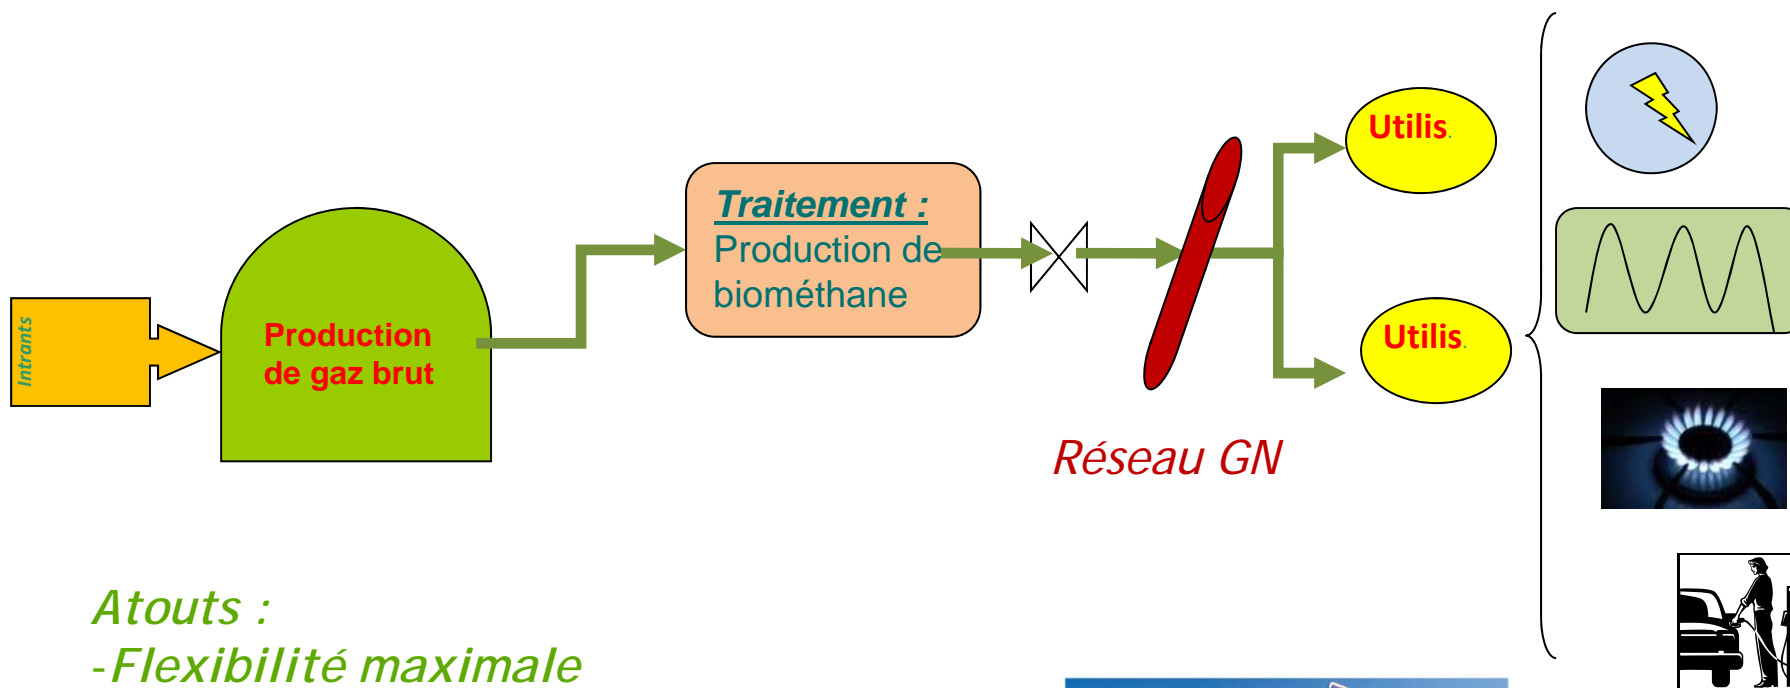 Intrants
Production
de gaz brut
Traitement :
Production de
biométhane
Utilis.
Utilis.
Réseau GN
Atouts :
-Flexibilité maximale